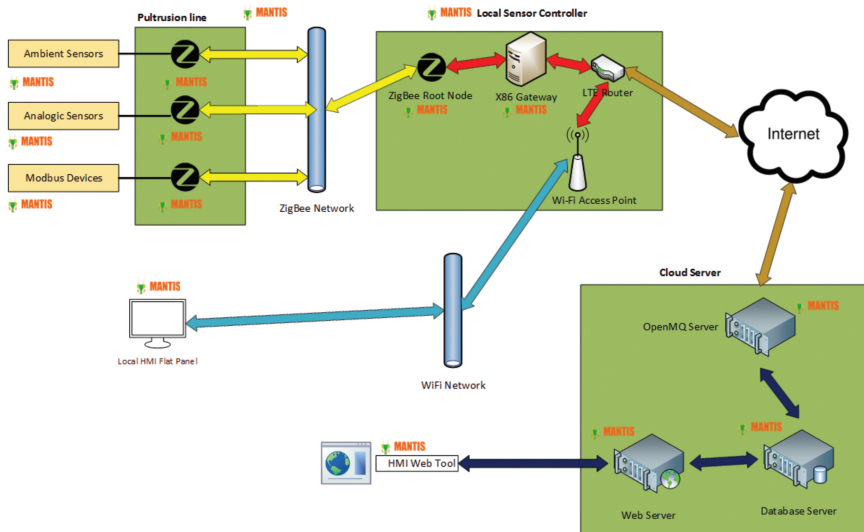 Pultrusion line
MANTIS
MANTIS Local Sensor Controller
Ambient Sensors
MANTIS
MANTIS
Analogic Sensors
MANTIS
MANTIS
Modbus Devices
MANTIS
MANTIS
ZigBee Network
ZigBee Root Node
MANTIS
X86 Gateway
MANTIS
LTE Router
Wi-Fi Access Point
Internet
MANTIS
Local HMI Flat Panel
WiFi Network
Cloud Server
OpenMQ Server
MANTIS
MANTIS
HMI Web Tool
MANTIS
Web Server
MANTIS
Database Server